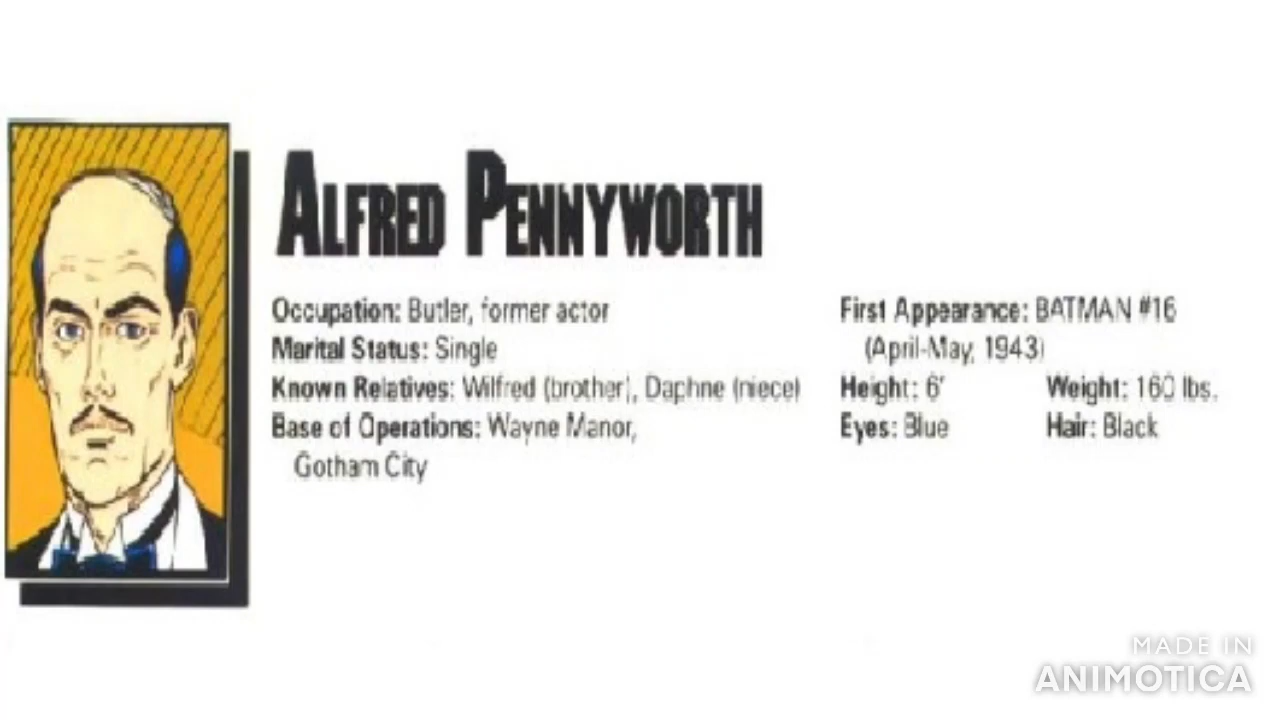 ALFRED PENNYWORTH
Occupation: Butler, former actor
Marital Status: Single
Known Relatives: Wilfred (brother), Daphne (niece)
Base of Operations: Wayne Manor,
Gotham City
First Appearance: BATMAN #16
(April-May, 1943)
Height: 6' Weight: 160 lbs.
Eyes: Blue Hair: Black
MADE IN
ANIMOTICA